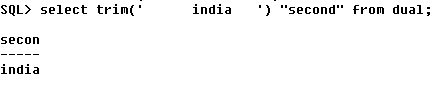 SQL> select trim('      india   ') "second" from dual;
secon
-----
india